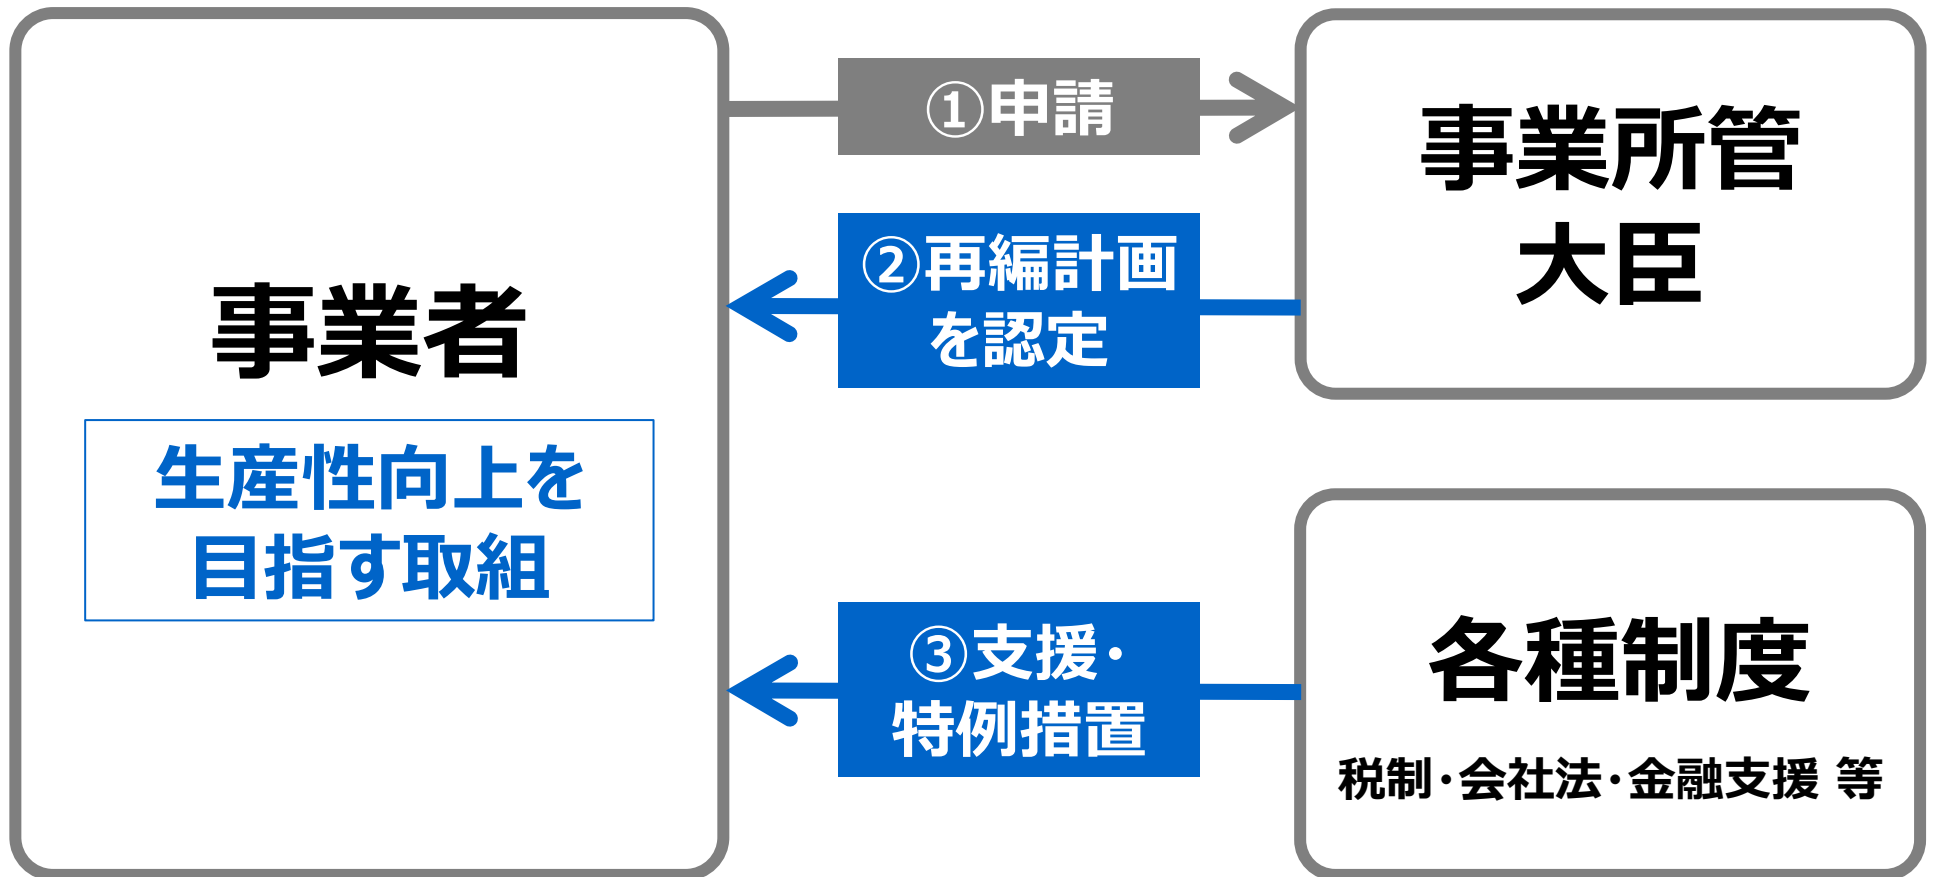 事業者
生産性向上を
目指す取組
①申請
②再編計画
を認定
③支援・
特例措置
事業所管
大臣
各種制度
税制・会社法・金融支援 等